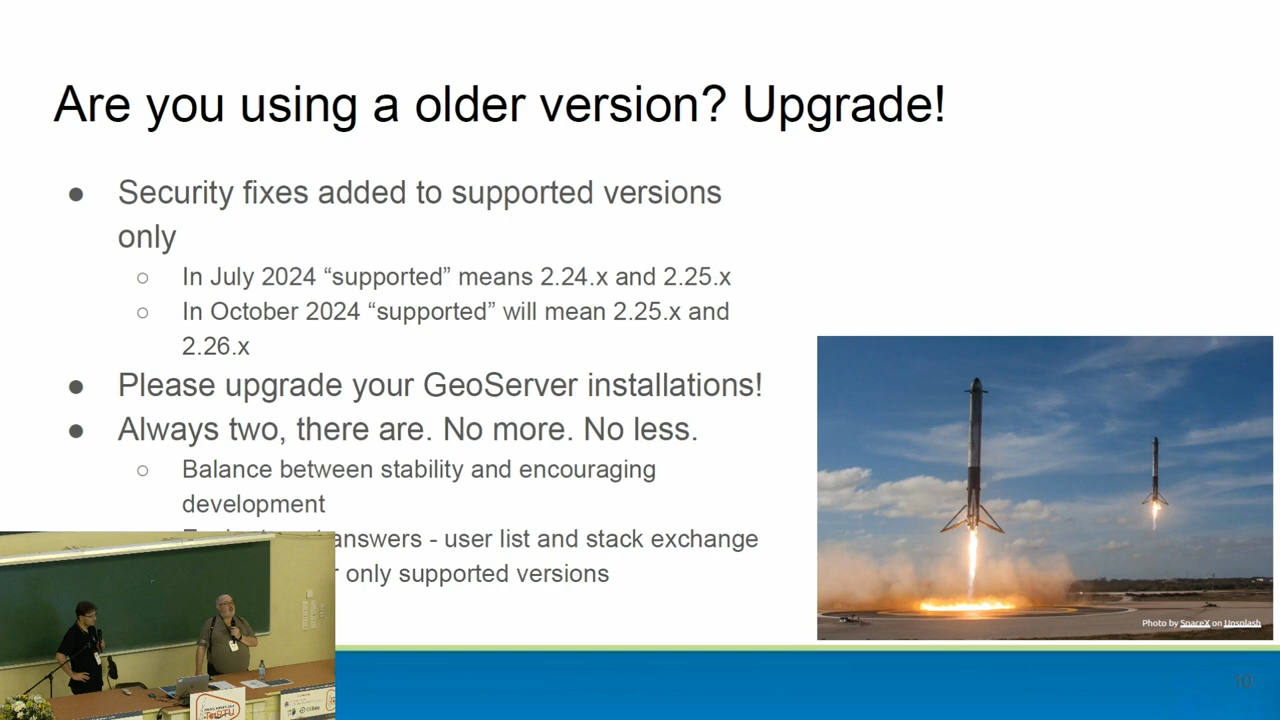 Are you using a older version? Upgrade!
● Security fixes added to supported versions
only
○ In July 2024 “supported” means 2.24.x and 2.25.x
○ In October 2024 “supported” will mean 2.25.x and
2.26.x
● Please upgrade your GeoServer installations!
● Always two, there are. No more. No less.
○ Balance between stability and encouraging
development
answers - user list and stack exchange
only supported versions
Photo by SpaceX on Unsplash
10